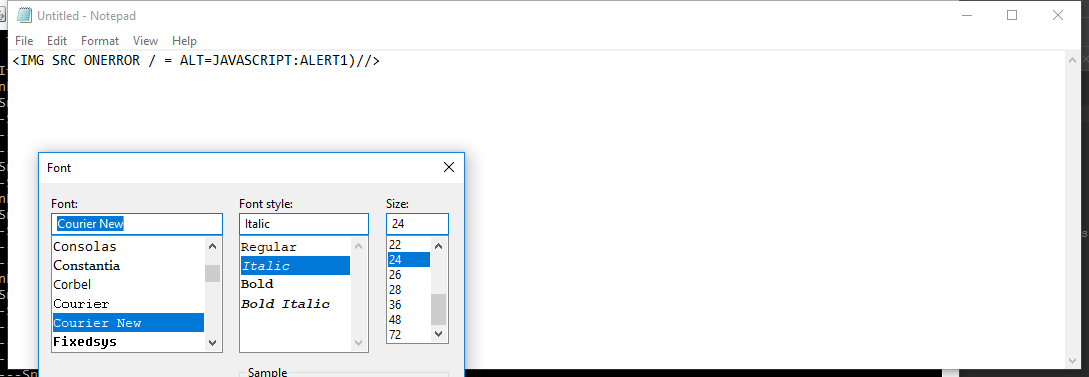 Untitled - Notepad
File Edit Format View Help
<IMG SRC ONERROR / = ALT=JAVASCRIPT:ALERT1)//>
Font
Font: Font style: Size:
Courier New Italic 24
Consolas Regular 22
Constantia Italic 24
Corbel Bold 26
Courier Bold Italic 28
Courier New 36
Fixedsys 48
72
Sample